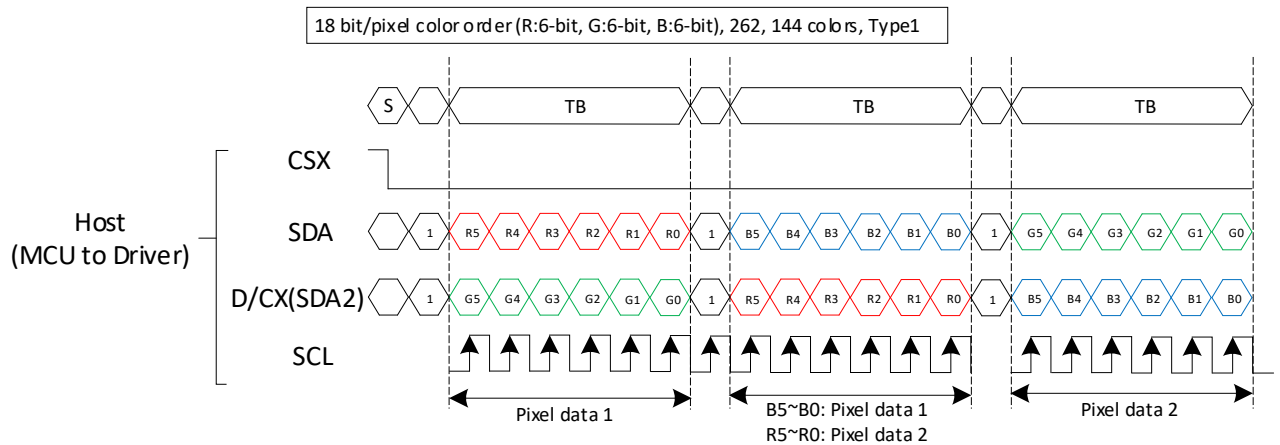 18 bit/pixel color order (R:6-bit, G:6-bit, B:6-bit), 262, 144 colors, Type1
S TB TB TB
CSX
Host
(MCU to Driver)
SDA 1 R5 R4 R3 R2 R1 R0 1 B5 B4 B3 B2 B1 B0 1 G5 G4 G3 G2 G1 G0
D/CX(SDA2) 1 G5 G4 G3 G2 G1 G0 1 R5 R4 R3 R2 R1 R0 1 B5 B4 B3 B2 B1 B0
SCL
Pixel data 1
B5~B0: Pixel data 1
R5~R0: Pixel data 2
Pixel data 2